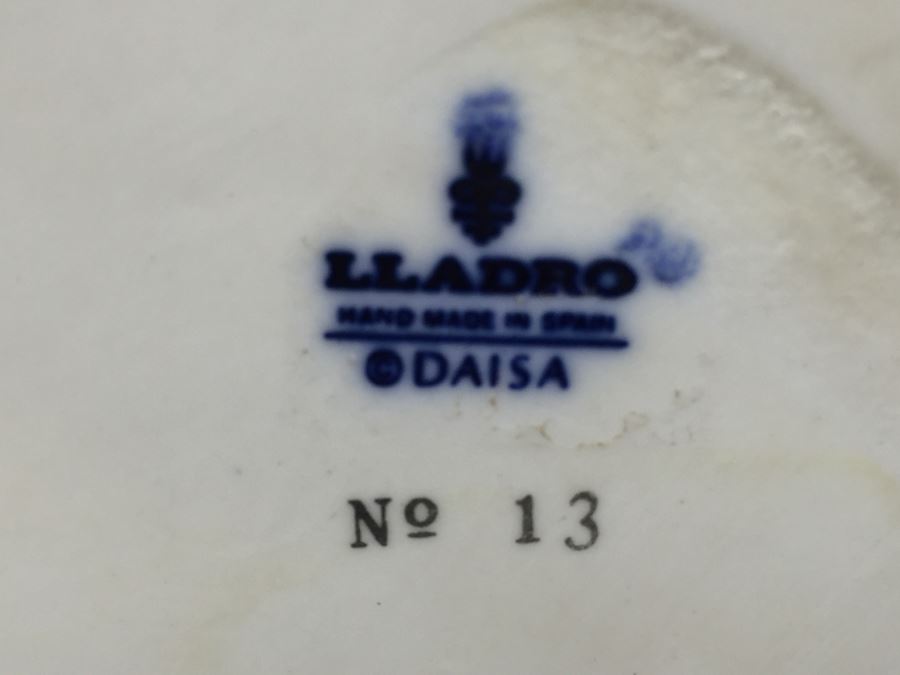 LLADRO
HAND MADE IN SPAIN
©DAISA
Nº 13